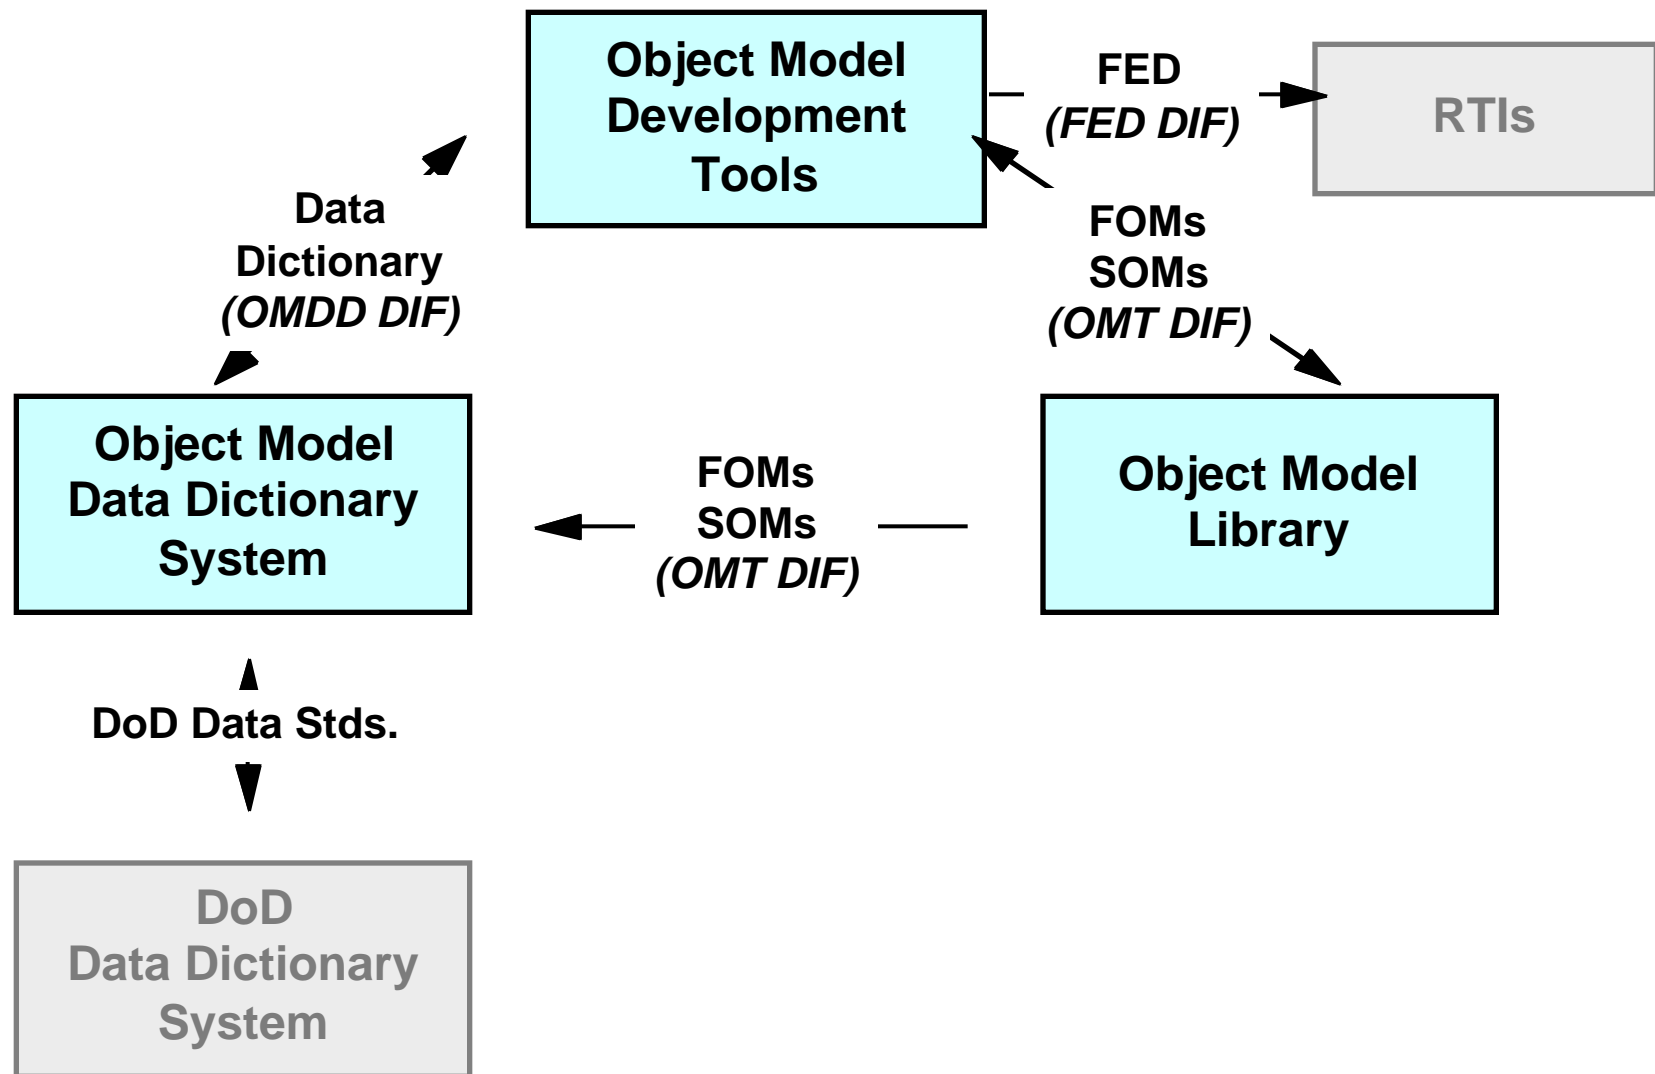 Object Model
Development
Tools
FED
(FED DIF)
RTIs
Data
Dictionary
(OMDD DIF)
FOMs
SOMs
(OMT DIF)
Object Model
Data Dictionary
System
FOMs
SOMs
(OMT DIF)
Object Model
Library
DoD Data Stds.
DoD
Data Dictionary
System